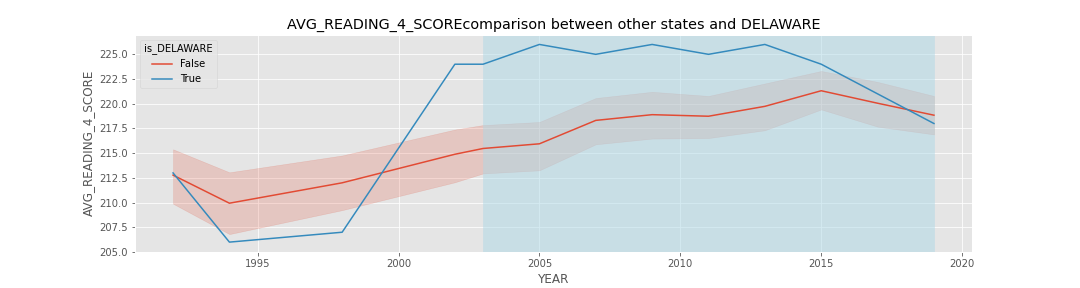 AVG_READING_4_SCOREcomparison between other states and DELAWARE
is_DELAWARE
False
True
AVG_READING_4_SCORE
225.0
222.5
220.0
217.5
215.0
212.5
210.0
207.5
205.0
1995
2000
2005
2010
2015
2020
YEAR